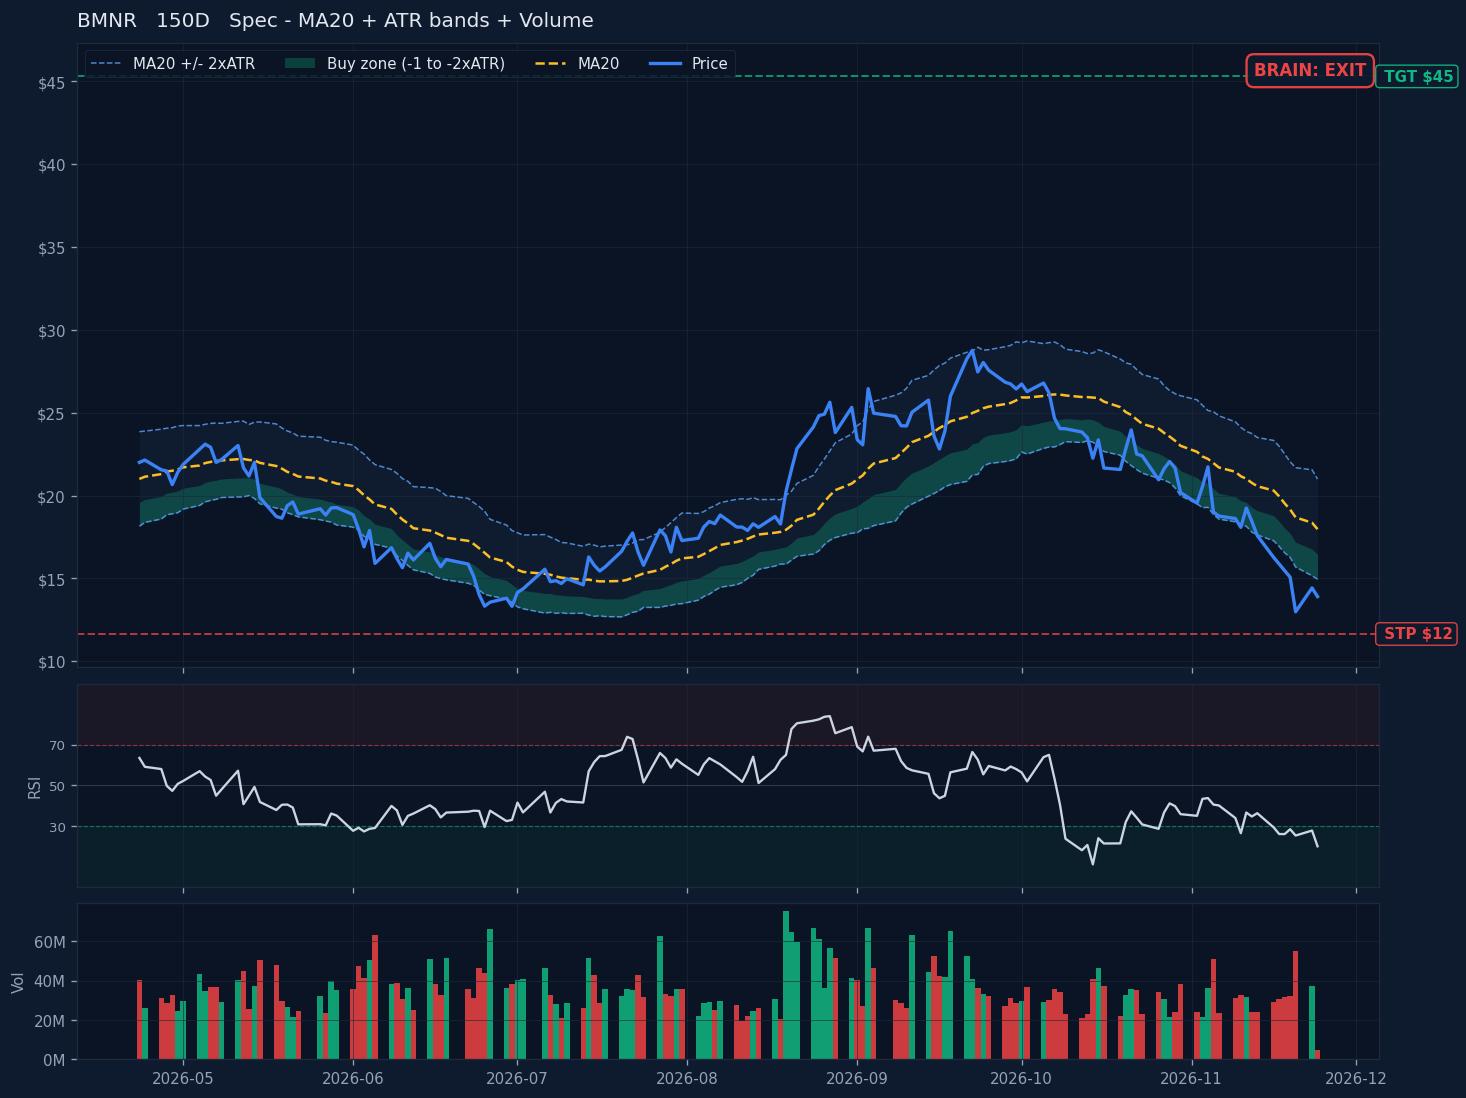 BMNR   150D   Spec - MA20 + ATR bands + Volume
MA20 +/- 2xATR   Buy zone (-1 to -2xATR)   MA20   Price
BRAIN: EXIT
TGT $45
$45
$40
$35
$30
$25
$20
$15
STP $12
$10
RSI
70
50
30
Vol
60M
40M
20M
0M
2026-05   2026-06   2026-07   2026-08   2026-09   2026-10   2026-11   2026-12